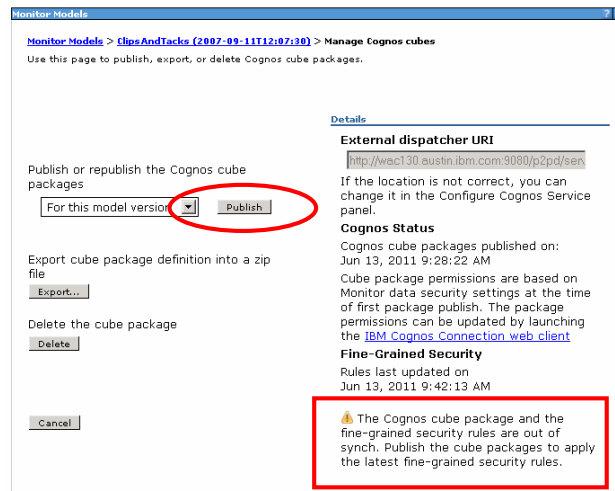 Monitor Models ?
Monitor Models > ClipsAndTacks (2007-09-11T12:07:30) > Manage Cognos cubes
Use this page to publish, export, or delete Cognos cube packages.
Publish or republish the Cognos cube
packages
For this model version Publish
Export cube package definition into a zip
file
Export...
Delete the cube package
Delete
Cancel
Details
External dispatcher URI
http://wac130.austin.ibm.com:9080/p2pd/serv
If the location is not correct, you can
change it in the Configure Cognos Service
panel.
Cognos Status
Cognos cube packages published on:
Jun 13, 2011 9:28:22 AM
Cube package permissions are based on
Monitor data security settings at the time
of first package publish. The package
permissions can be updated by launching
the IBM Cognos Connection web client
Fine-Grained Security
Rules last updated on
Jun 13, 2011 9:42:13 AM
The Cognos cube package and the
fine-grained security rules are out of
synch. Publish the cube packages to apply
the latest fine-grained security rules.